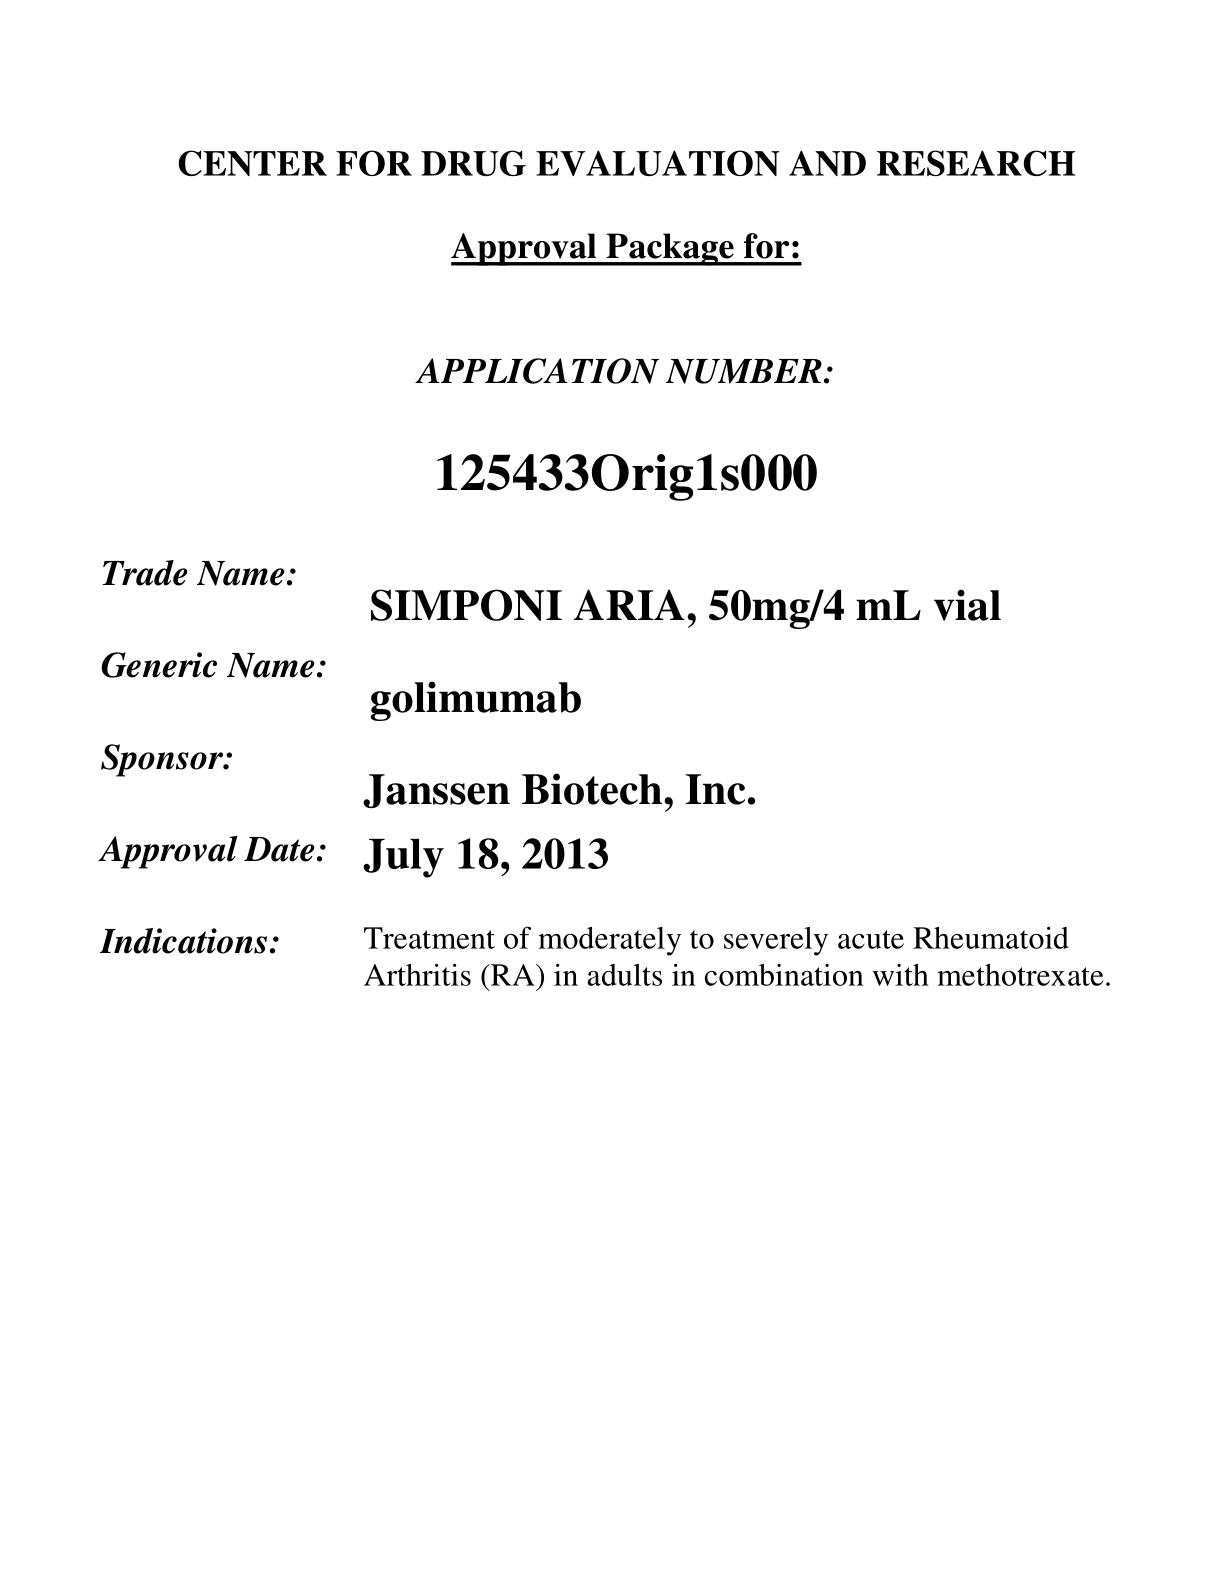 CENTER FOR DRUG EVALUATION AND RESEARCH
Approval Package for:
APPLICATION NUMBER:
125433Orig1s000
Trade Name:
SIMPONI ARIA, 50mg/4 mL vial
Generic Name:
golimumab
Sponsor:
Janssen Biotech, Inc.
Approval Date: July 18, 2013
Indications: Treatment of moderately to severely acute Rheumatoid
Arthritis (RA) in adults in combination with methotrexate.